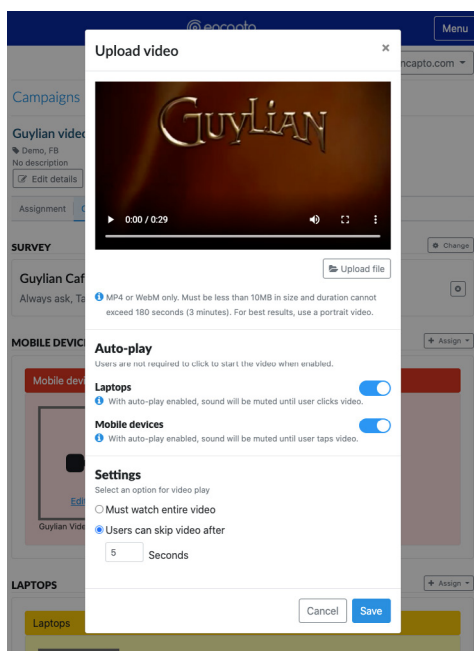 Menu
Upload video
×
ncapto.com
Campaigns
GUYLIAN
Guylian video
Demo, FB
No description
Edit details
0:00 / 0:29
Assignment
Upload file
SURVEY
Change
Guylian Caf
Always ask, Ta
MP4 or WebM only. Must be less than 10MB in size and duration cannot
exceed 180 seconds (3 minutes). For best results, use a portrait video.
MOBILE DEVIC
+ Assign
Auto-play
Users are not required to click to start the video when enabled.
Mobile devi
Laptops
With auto-play enabled, sound will be muted until user clicks video.
Mobile devices
With auto-play enabled, sound will be muted until user taps video.
Settings
Select an option for video play
Edi
Must watch entire video
Guylian Vide
Users can skip video after
5 Seconds
LAPTOPS
+ Assign
Cancel
Save
Laptops